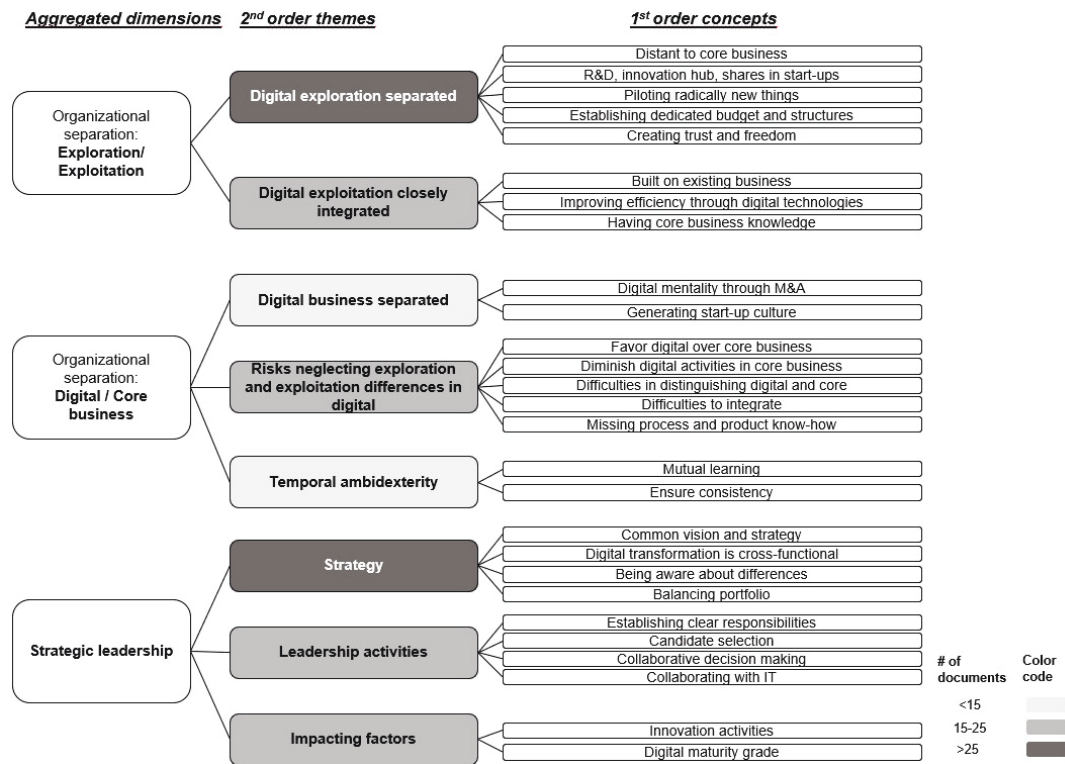 Aggregated dimensions
2nd order themes
1st order concepts
Organizational
separation:
Exploration/
Exploitation
Digital exploration separated
Distant to core business
R&D, innovation hub, shares in start-ups
Piloting radically new things
Establishing dedicated budget and structures
Creating trust and freedom
Digital exploitation closely
integrated
Built on existing business
Improving efficiency through digital technologies
Having core business knowledge
Organizational
separation:
Digital / Core
business
Digital business separated
Digital mentality through M&A
Generating start-up culture
Risks neglecting exploration
and exploitation differences in
digital
Favor digital over core business
Diminish digital activities in core business
Difficulties in distinguishing digital and core
Difficulties to integrate
Missing process and product know-how
Temporal ambidexterity
Mutual learning
Ensure consistency
Strategic leadership
Strategy
Common vision and strategy
Digital transformation is cross-functional
Being aware about differences
Balancing portfolio
Leadership activities
Establishing clear responsibilities
Candidate selection
Collaborative decision making
Collaborating with IT
Impacting factors
Innovation activities
Digital maturity grade
# of
documents
Color
code
<15
15-25
>25